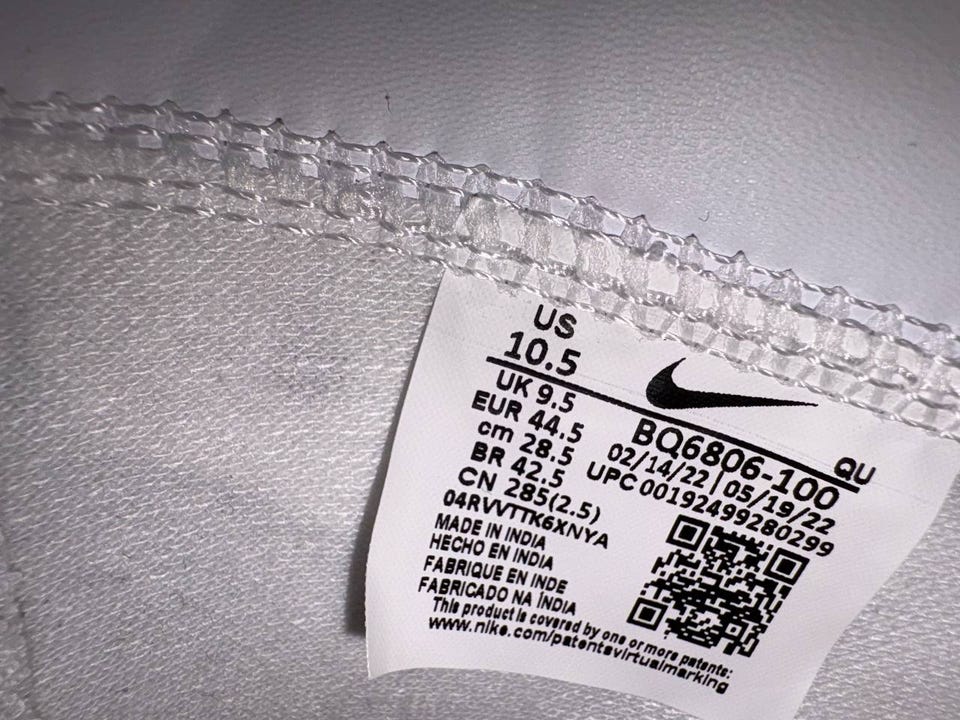 US
10.5
UK 9.5
EUR 44.5
cm 28.5
BR 42.5
CN 285(2.5)
04RVVTTK6XNYA
MADE IN INDIA
HECHO EN INDIA
FABRIQUE EN INDE
FABRICADO NA ÍNDIA
This product is covered by one or more patents:
www.nike.com/patentsvirtualmarking
BQ6806-100 QU
02/14/22 | 05/19/22
UPC 00192499280299